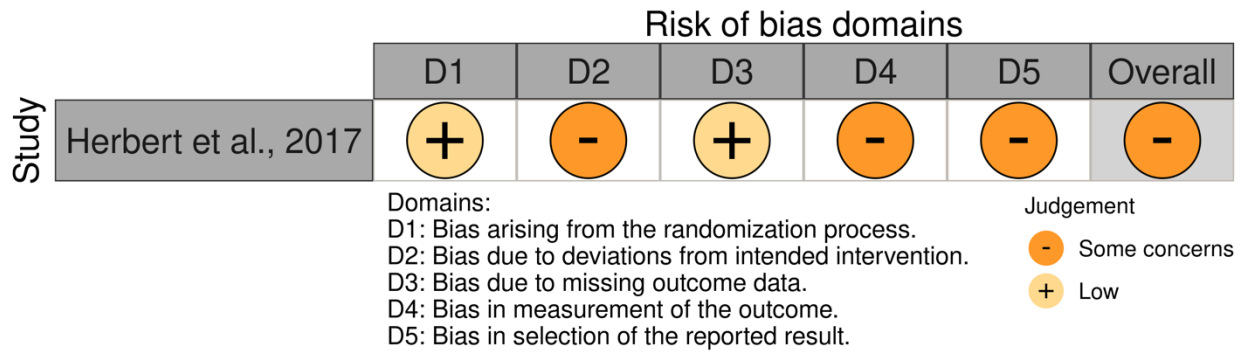 Risk of bias domains
D1 D2 D3 D4 D5 Overall
Study
Herbert et al., 2017 + - + - - -
Domains:
D1: Bias arising from the randomization process.
D2: Bias due to deviations from intended intervention.
D3: Bias due to missing outcome data.
D4: Bias in measurement of the outcome.
D5: Bias in selection of the reported result.
Judgement
- Some concerns
+ Low